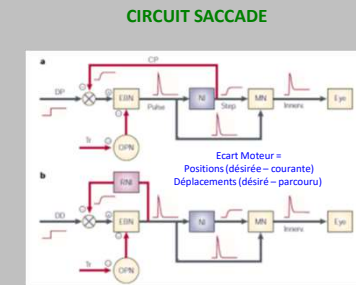 CIRCUIT SACCADE
a
CP
DP
EBN
Pulse
NI
Step
MN
Innerv.
Eye
Tr
OPN
Ecart Moteur =
Positions (désirée – courante)
Déplacements (désiré – parcouru)
b
RNI
DD
EBN
NI
MN
Innerv.
Eye
Tr
OPN